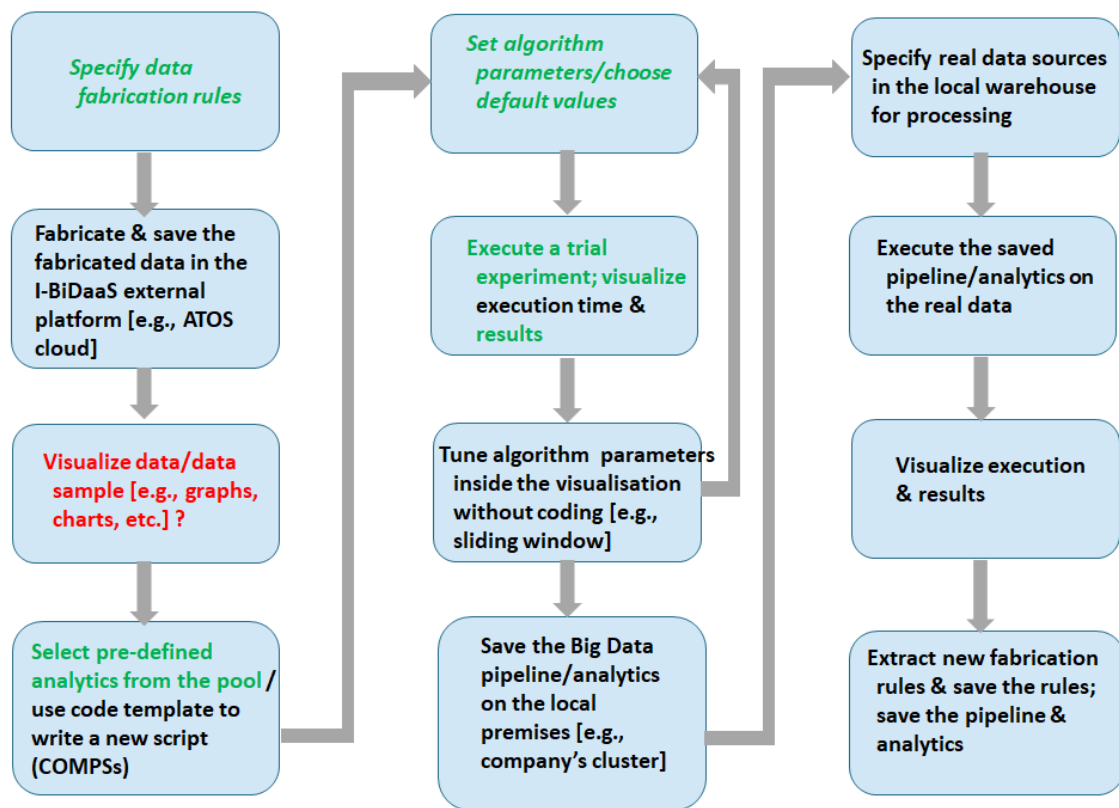 Specify data
fabrication rules
Fabricate & save the
fabricated data in the
I-BiDaaS external
platform [e.g., ATOS
cloud]
Visualize data/data
sample [e.g., graphs,
charts, etc.] ?
Select pre-defined
analytics from the pool /
use code template to
write a new script
(COMPSs)
Set algorithm
parameters/choose
default values
Execute a trial
experiment; visualize
execution time &
results
Tune algorithm parameters
inside the visualisation
without coding [e.g.,
sliding window]
Save the Big Data
pipeline/analytics
on the local
premises [e.g.,
company's cluster]
Specify real data sources
in the local warehouse
for processing
Execute the saved
pipeline/analytics on
the real data
Visualize execution
& results
Extract new fabrication
rules & save the rules;
save the pipeline &
analytics